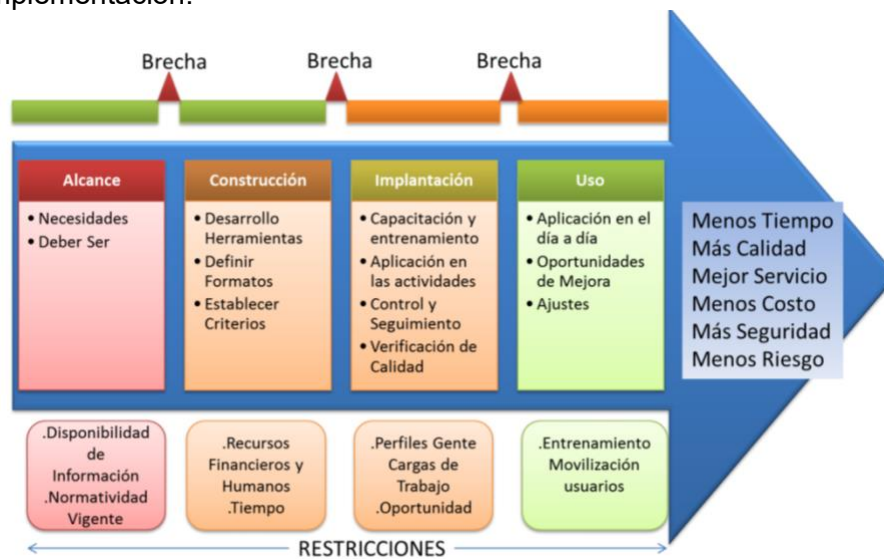 Brecha
Brecha
Brecha
Alcance
• Necesidades
• Deber Ser
Construcción
• Desarrollo
Herramientas
• Definir
Formatos
• Establecer
Criterios
Implantación
• Capacitación y
entrenamiento
• Aplicación en
las actividades
• Control y
Seguimiento
• Verificación de
Calidad
Uso
• Aplicación en el
día a día
• Oportunidades
de Mejora
• Ajustes
Menos Tiempo
Más Calidad
Mejor Servicio
Menos Costo
Más Seguridad
Menos Riesgo
.Disponibilidad
de
Información
.Normatividad
Vigente
.Recursos
Financieros y
Humanos
.Tiempo
.Perfiles Gente
Cargas de
Trabajo
.Oportunidad
.Entrenamiento
Movilización
usuarios
RESTRICCIONES